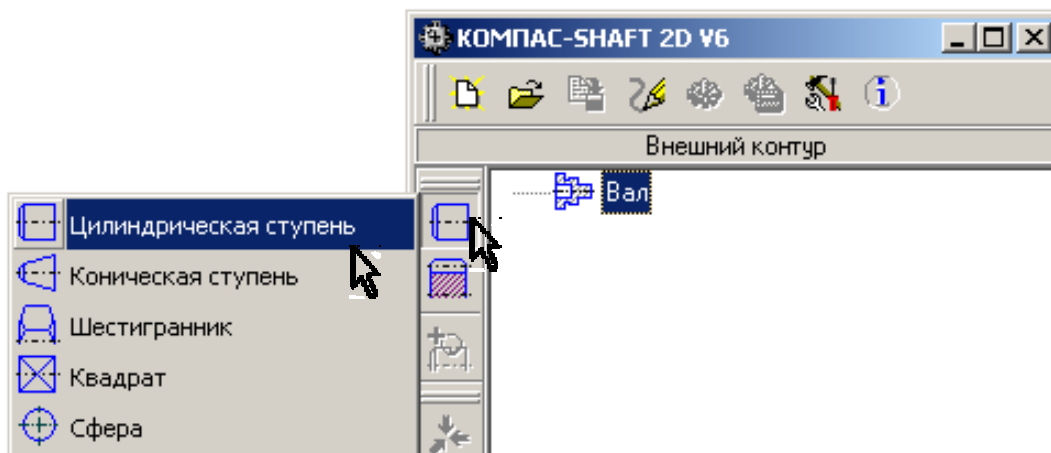 КОМПАС-SHAFT 2D V6
Внешний контур
Вал
Цилиндрическая ступень
Коническая ступень
Шестигранник
Квадрат
Сфера